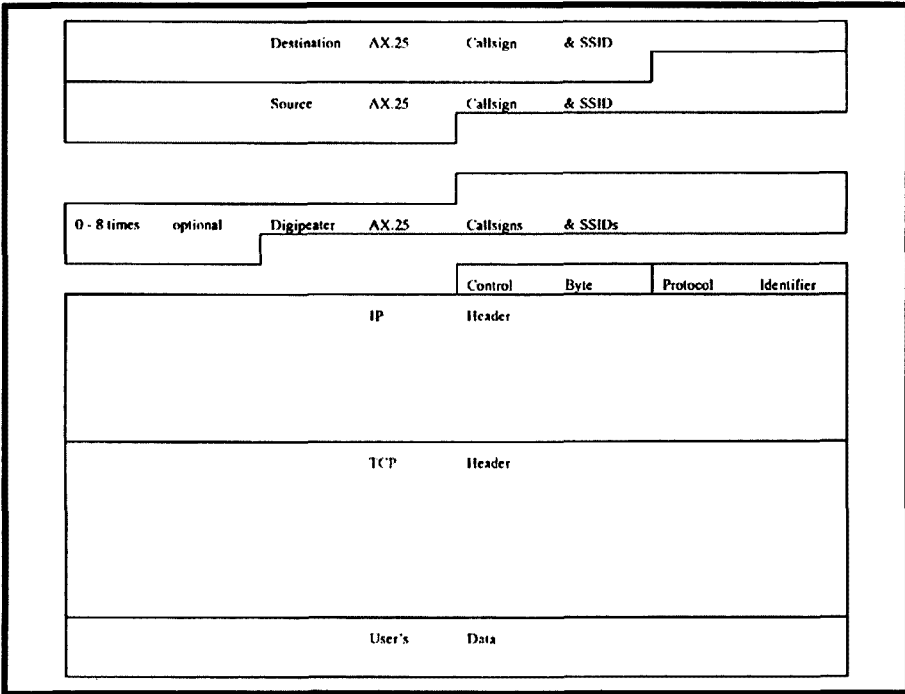 Destination AX.25 Callsign & SSID
Source AX.25 Callsign & SSID
0 - 8 times optional Digipeater AX.25 Callsigns & SSIDs
Control Byte Protocol Identifier
IP Header
TCP Header
User's Data